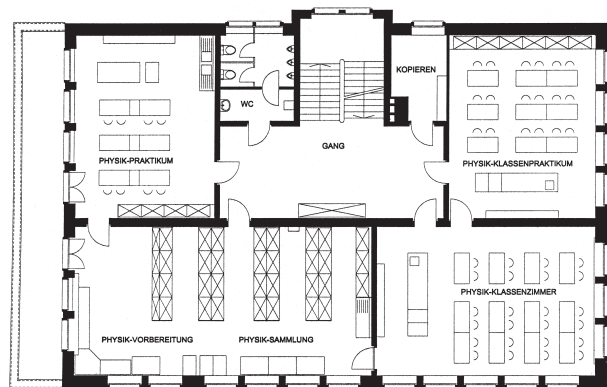 KOPIEREN
WC
GANG
PHYSIK-PRAKTIKUM
PHYSIK-KLASSENPRAKTIKUM
PHYSIK-KLASSENZIMMER
PHYSIK-VORBEREITUNG
PHYSIK-SAMMLUNG